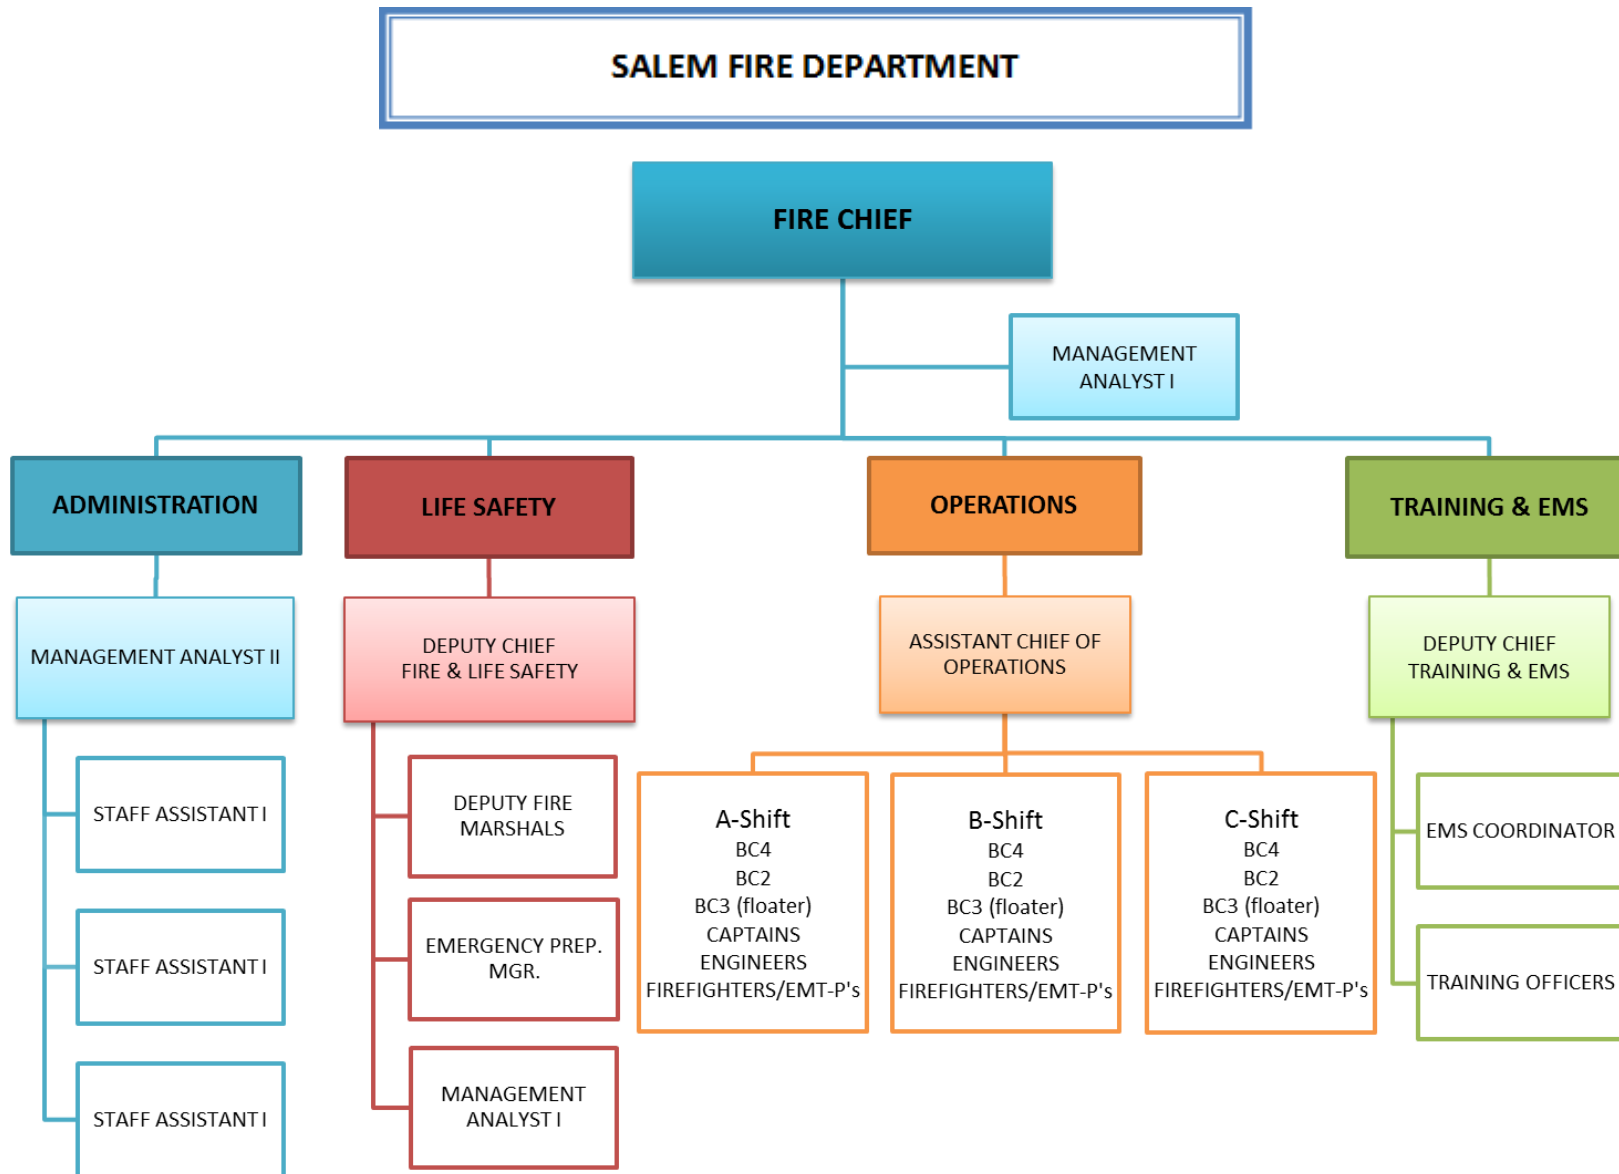 SALEM FIRE DEPARTMENT
FIRE CHIEF
MANAGEMENT
ANALYST I
ADMINISTRATION
LIFE SAFETY
OPERATIONS
TRAINING & EMS
MANAGEMENT ANALYST II
DEPUTY CHIEF
FIRE & LIFE SAFETY
ASSISTANT CHIEF OF
OPERATIONS
DEPUTY CHIEF
TRAINING & EMS
STAFF ASSISTANT I
STAFF ASSISTANT I
STAFF ASSISTANT I
DEPUTY FIRE
MARSHALS
EMERGENCY PREP.
MGR.
MANAGEMENT
ANALYST I
A-Shift
BC4
BC2
BC3 (floater)
CAPTAINS
ENGINEERS
FIREFIGHTERS/EMT-P's
B-Shift
BC4
BC2
BC3 (floater)
CAPTAINS
ENGINEERS
FIREFIGHTERS/EMT-P's
C-Shift
BC4
BC2
BC3 (floater)
CAPTAINS
ENGINEERS
FIREFIGHTERS/EMT-P's
EMS COORDINATOR
TRAINING OFFICERS